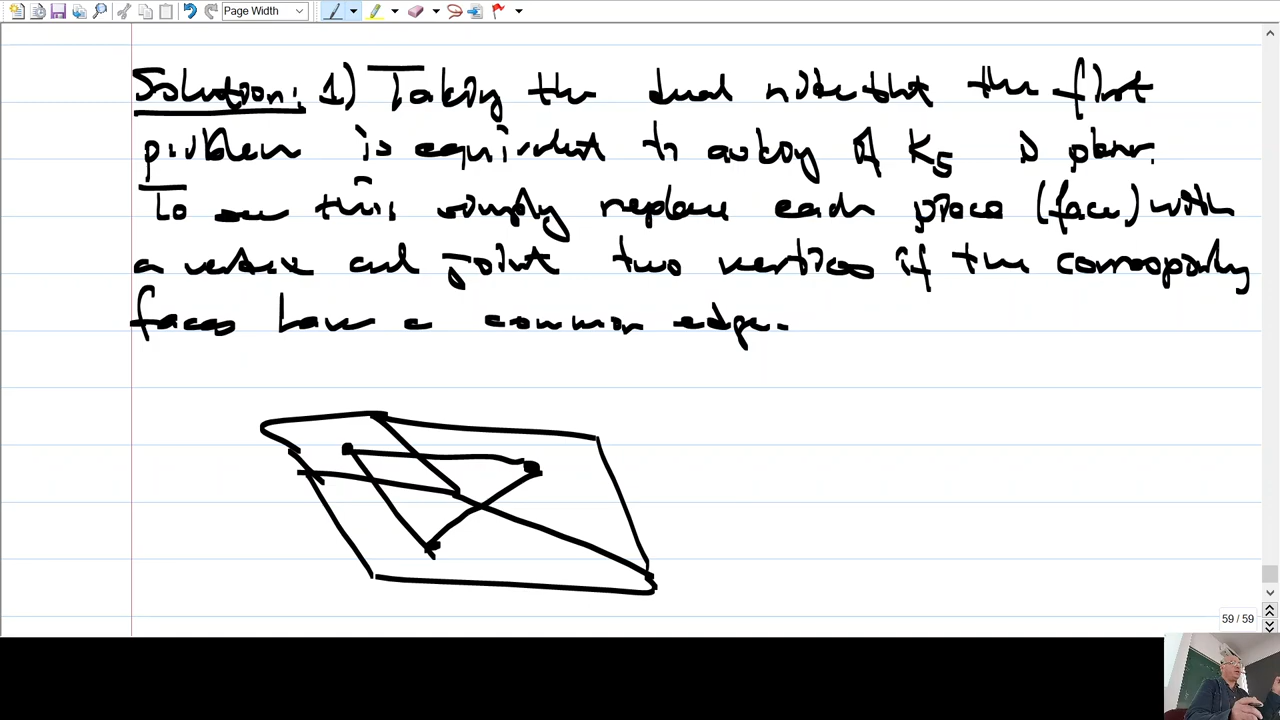 Page Width
Solution: 1) Taking the dual note that the first
problem is equivalent to asking if K5 is planar.
To see this simply replace each piece (face) with
a vertex and joint two vertices if the corresponding
faces have a common edge.
59 / 59